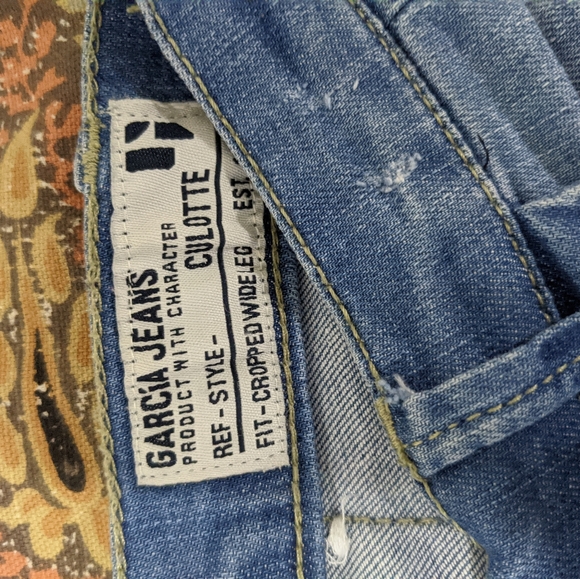 GARCIA JEANS
PRODUCT WITH CHARACTER
REF-STYLE- CULOTTE
FIT-CROPPED WIDE LEG EST